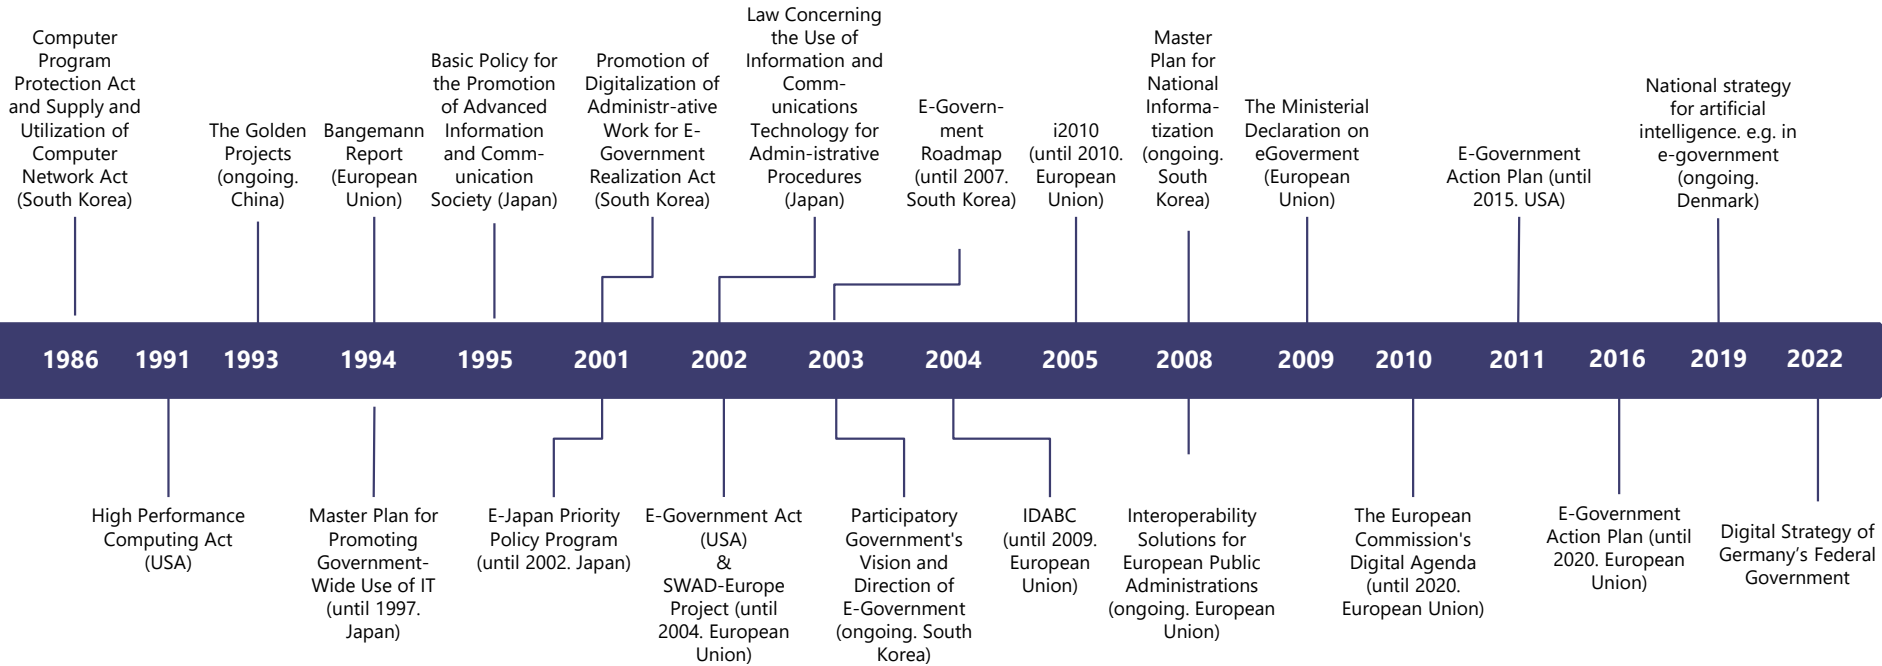 Computer
Program
Protection Act
and Supply and
Utilization of
Computer
Network Act
(South Korea)
The Golden
Projects
(ongoing.
China)
Bangemann
Report
(European
Union)
Basic Policy for
the Promotion
of Advanced
Information
and Comm-
unication
Society (Japan)
Promotion of
Digitalization of
Administr-ative
Work for E-
Government
Realization Act
(South Korea)
Law Concerning
the Use of
Information and
Comm-
unications
Technology for
Admin-istrative
Procedures
(Japan)
E-Govern-
ment
Roadmap
(until 2007.
South Korea)
i2010
(until 2010.
European
Union)
Master
Plan for
National
Informa-
tization
(ongoing.
South
Korea)
The Ministerial
Declaration on
eGoverment
(European
Union)
E-Government
Action Plan (until
2015. USA)
National strategy
for artificial
intelligence. e.g. in
e-government
(ongoing.
Denmark)
1986 1991 1993 1994 1995 2001 2002 2003 2004 2005 2008 2009 2010 2011 2016 2019 2022
High Performance
Computing Act
(USA)
Master Plan for
Promoting
Government-
Wide Use of IT
(until 1997.
Japan)
E-Japan Priority
Policy Program
(until 2002. Japan)
E-Government Act
(USA)
&
SWAD-Europe
Project (until
2004. European
Union)
Participatory
Government's
Vision and
Direction of
E-Government
(ongoing. South
Korea)
IDABC
(until 2009.
European
Union)
Interoperability
Solutions for
European Public
Administrations
(ongoing. European
Union)
The European
Commission's
Digital Agenda
(until 2020.
European Union)
E-Government
Action Plan (until
2020. European
Union)
Digital Strategy of
Germany’s Federal
Government